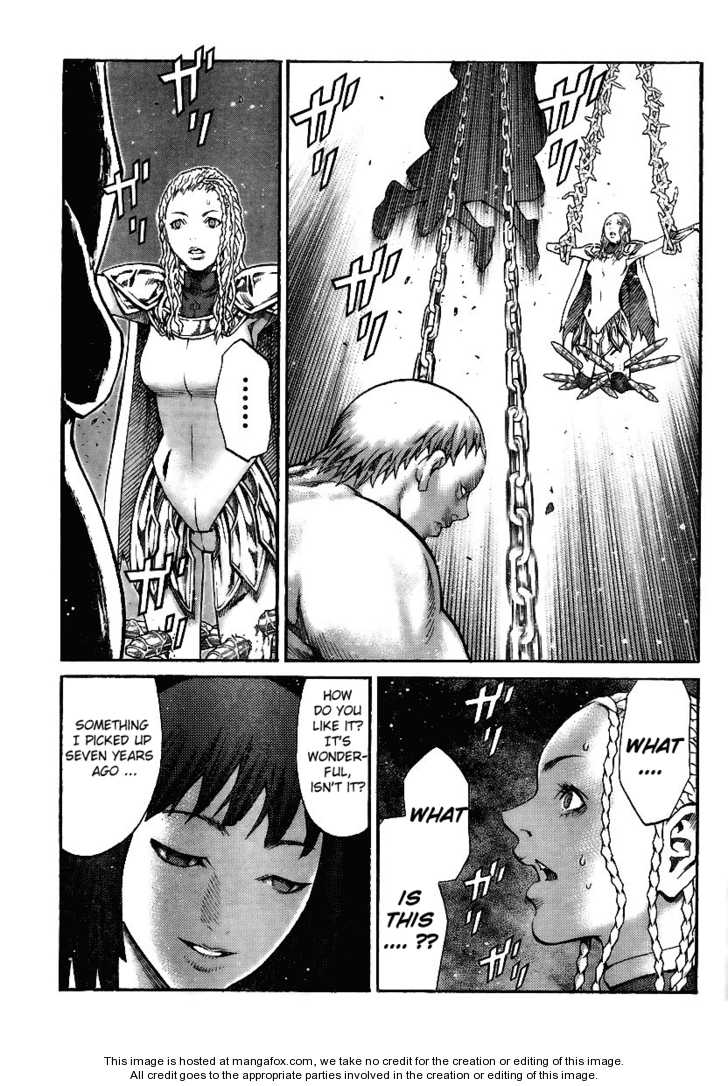 ガ
リ
ガ
リ
ガ
リ
ガ
リ
ガ
リ
……
ガ
リ
WHAT
....
ガ
リ
WHAT
IS
THIS
.... ??
ガ
リ
ガ
リ
HOW
DO YOU
LIKE IT?
IT'S
WONDER-
FUL,
ISN'T IT?
SOMETHING
I PICKED UP
SEVEN YEARS
AGO ...
This image is hosted at mangafox.com, we take no credit for the creation or editing of this image.
All credit goes to the appropriate parties involved in the creation or editing of this image.